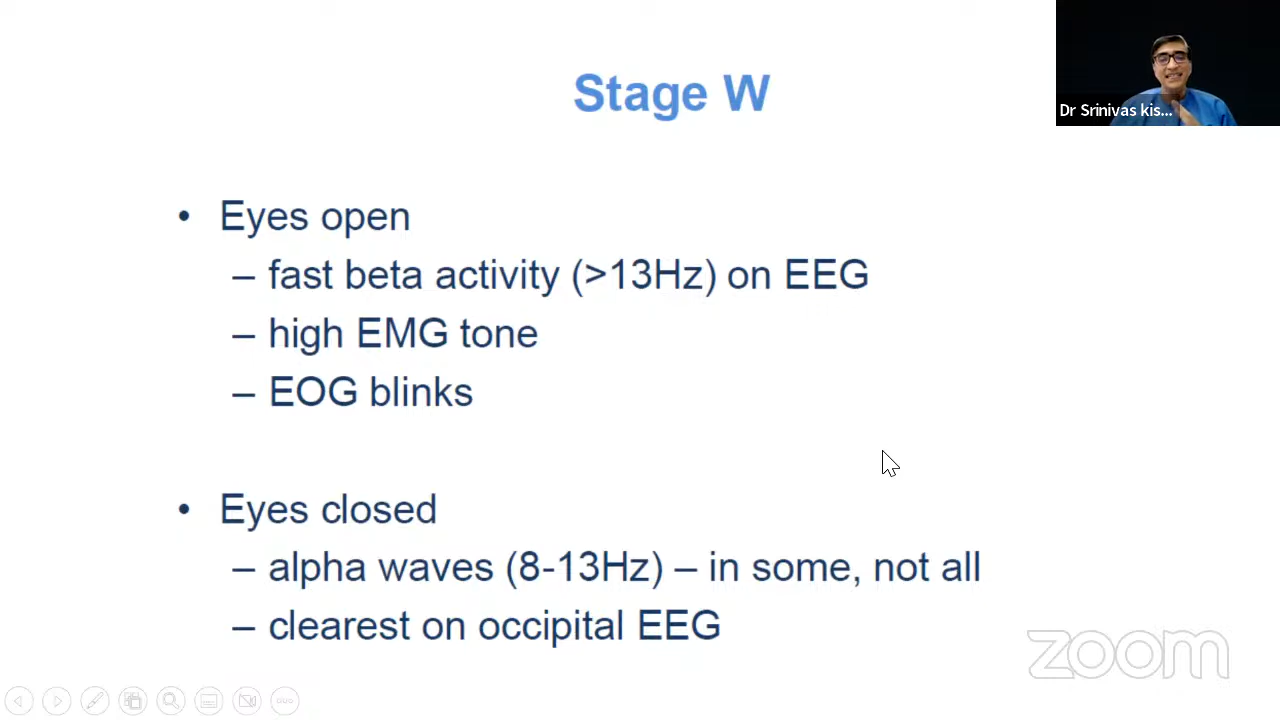 Stage W
Dr Srinivas kis...
• Eyes open
– fast beta activity (>13Hz) on EEG
– high EMG tone
– EOG blinks
• Eyes closed
– alpha waves (8-13Hz) – in some, not all
– clearest on occipital EEG
zoom